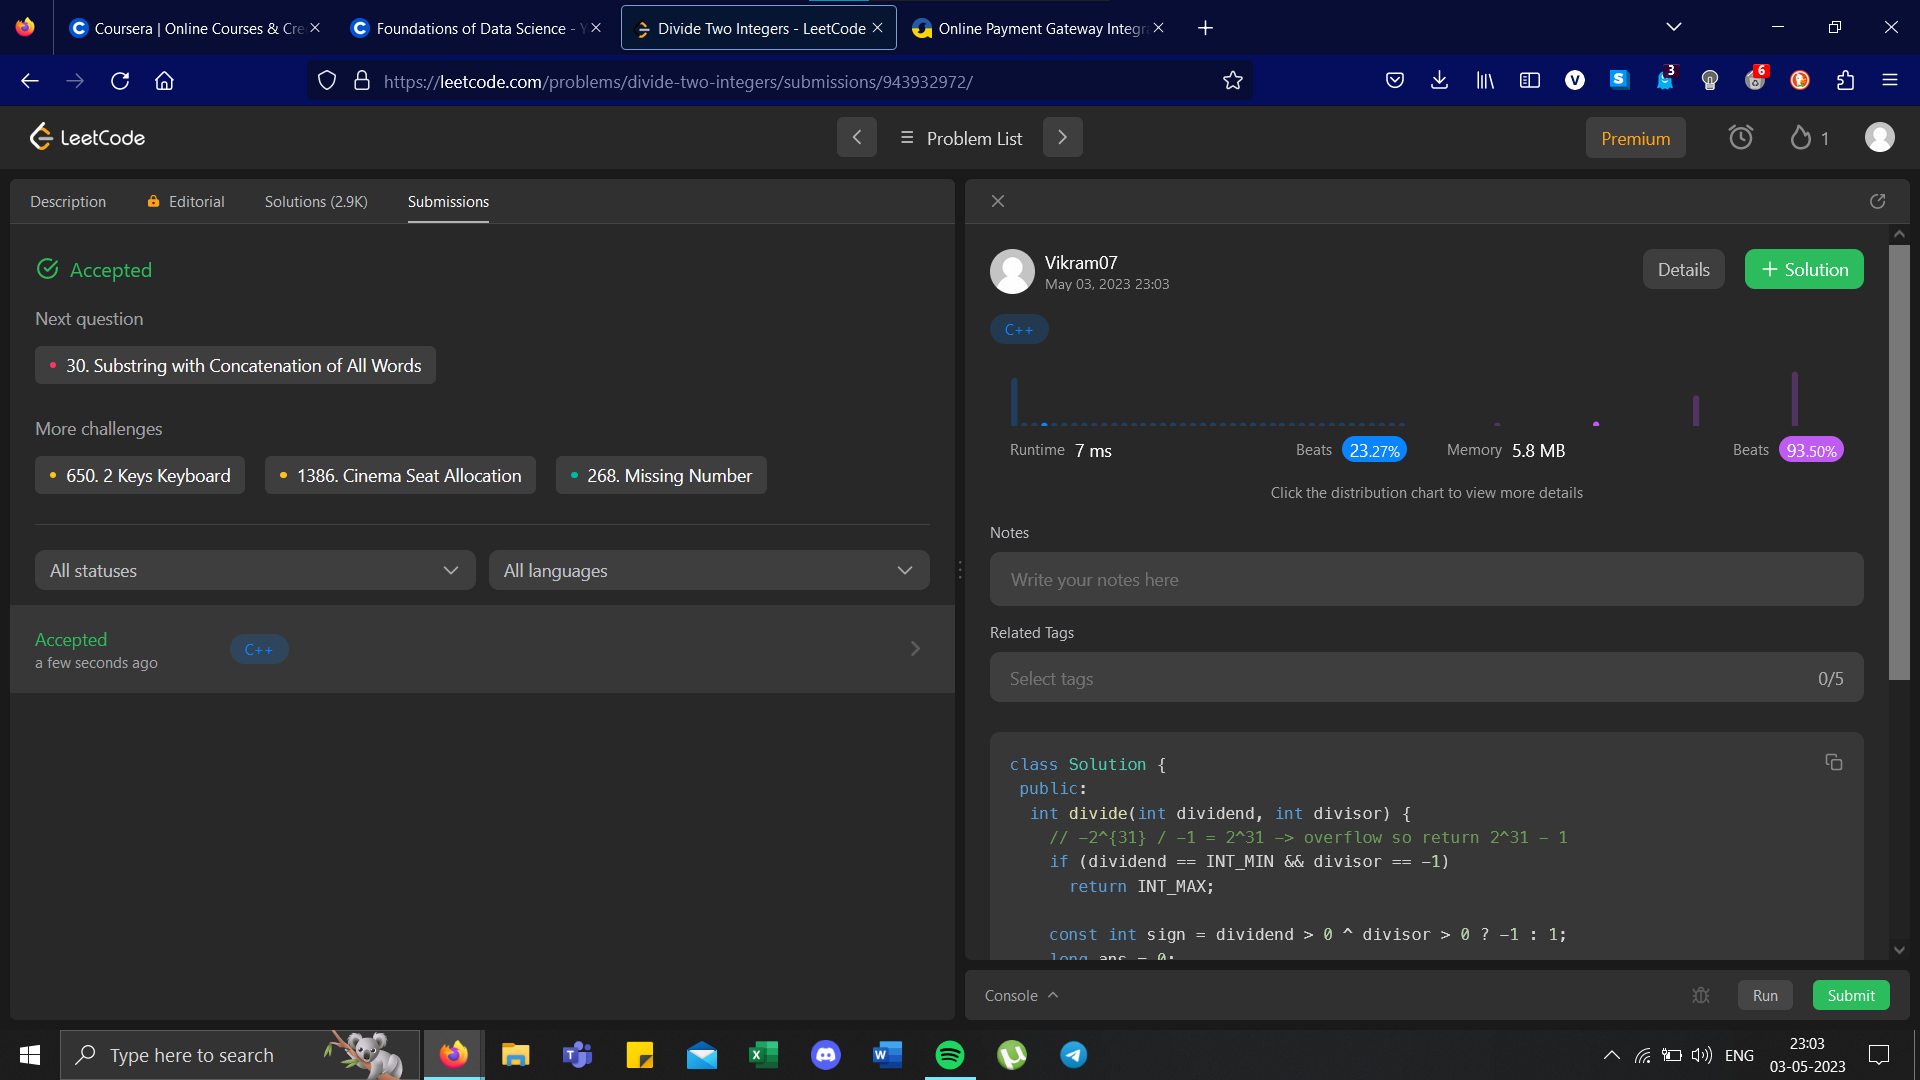 Coursera | Online Courses & Cre
Foundations of Data Science - Y
Divide Two Integers - LeetCode
Online Payment Gateway Integr
https://leetcode.com/problems/divide-two-integers/submissions/943932972/
V
S
3
6
LeetCode
Problem List
Premium
1
Description
Editorial
Solutions (2.9K)
Submissions
Accepted
Next question
30. Substring with Concatenation of All Words
More challenges
650. 2 Keys Keyboard
1386. Cinema Seat Allocation
268. Missing Number
All statuses
All languages
Accepted
a few seconds ago
C++
Vikram07
May 03, 2023 23:03
Details
+ Solution
C++
Runtime 7 ms
Beats 23.27%
Memory 5.8 MB
Beats 93.50%
Click the distribution chart to view more details
Notes
Write your notes here
Related Tags
Select tags
0/5
class Solution {
public:
int divide(int dividend, int divisor) {
// -2^{31} / -1 = 2^31 -> overflow so return 2^31 - 1
if (dividend == INT_MIN && divisor == -1)
return INT_MAX;
const int sign = dividend > 0 ^ divisor > 0 ? -1 : 1;
long ans = 0;
Console
Run
Submit
Type here to search
ENG
23:03
03-05-2023